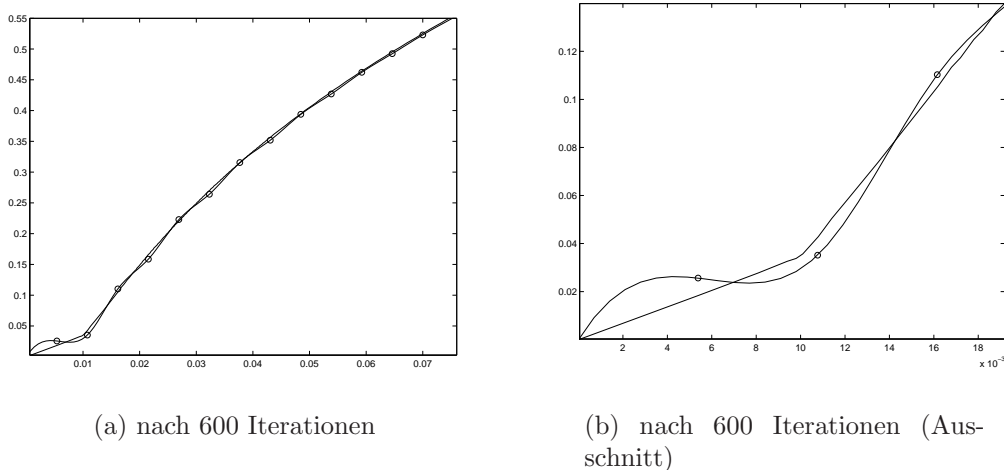 0.55
0.5
0.45
0.4
0.35
0.3
0.25
0.2
0.15
0.1
0.05
0.01 0.02 0.03 0.04 0.05 0.06 0.07
(a) nach 600 Iterationen
0.12
0.1
0.08
0.06
0.04
0.02
2 4 6 8 10 12 14 16 18
x 10⁻³
(b) nach 600 Iterationen (Aus-
schnitt)